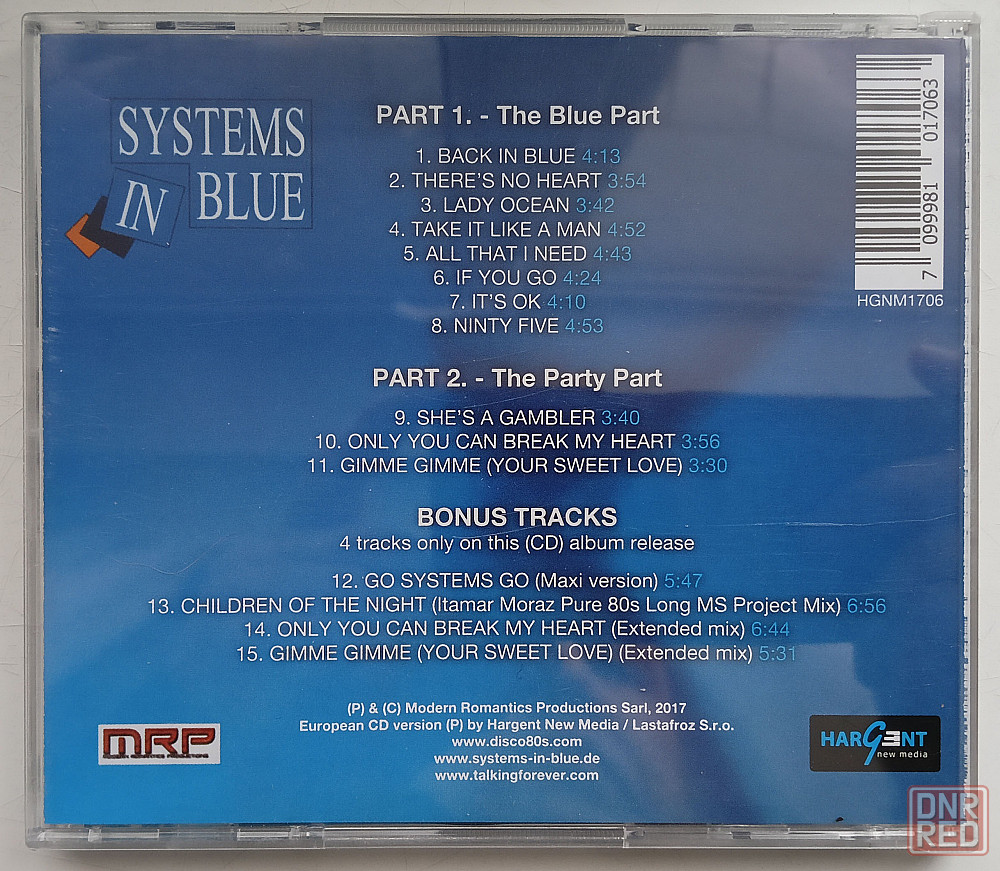 SYSTEMS
IN BLUE
PART 1. - The Blue Part
1. BACK IN BLUE 4:13
2. THERE'S NO HEART 3:54
3. LADY OCEAN 3:42
4. TAKE IT LIKE A MAN 4:52
5. ALL THAT I NEED 4:43
6. IF YOU GO 4:24
7. IT'S OK 4:10
8. NINTY FIVE 4:53
PART 2. - The Party Part
9. SHE'S A GAMBLER 3:40
10. ONLY YOU CAN BREAK MY HEART 3:56
11. GIMME GIMME (YOUR SWEET LOVE) 3:30
BONUS TRACKS
4 tracks only on this (CD) album release
12. GO SYSTEMS GO (Maxi version) 5:47
13. CHILDREN OF THE NIGHT (Itamar Moraz Pure 80s Long MS Project Mix) 6:56
14. ONLY YOU CAN BREAK MY HEART (Extended mix) 6:44
15. GIMME GIMME (YOUR SWEET LOVE) (Extended mix) 5:31
(P) & (C) Modern Romantics Productions Sarl, 2017
European CD version (P) by Hargent New Media / Lastafroz S.r.o.
www.disco80s.com
www.systems-in-blue.de
www.talkingforever.com
7 099981 017063
HGNM1706
MRP
MODERN ROMANTICS PRODUCTIONS
HARGENT
new media
DNR
RED